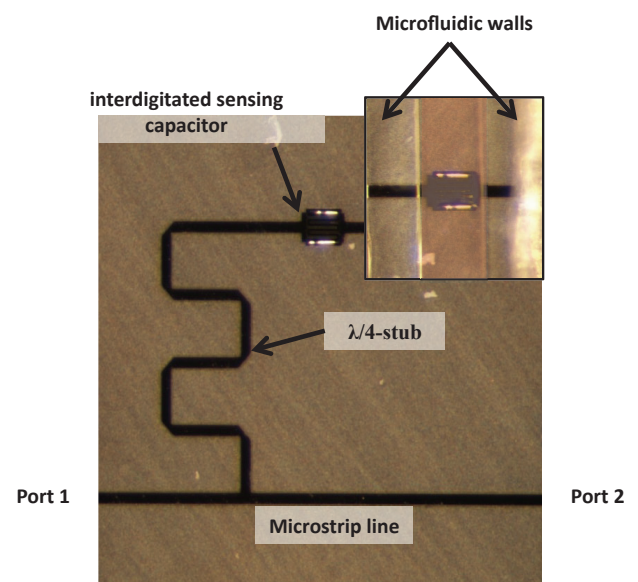 Microfluidic walls
interdigitated sensing
capacitor
λ/4-stub
Port 1
Port 2
Microstrip line